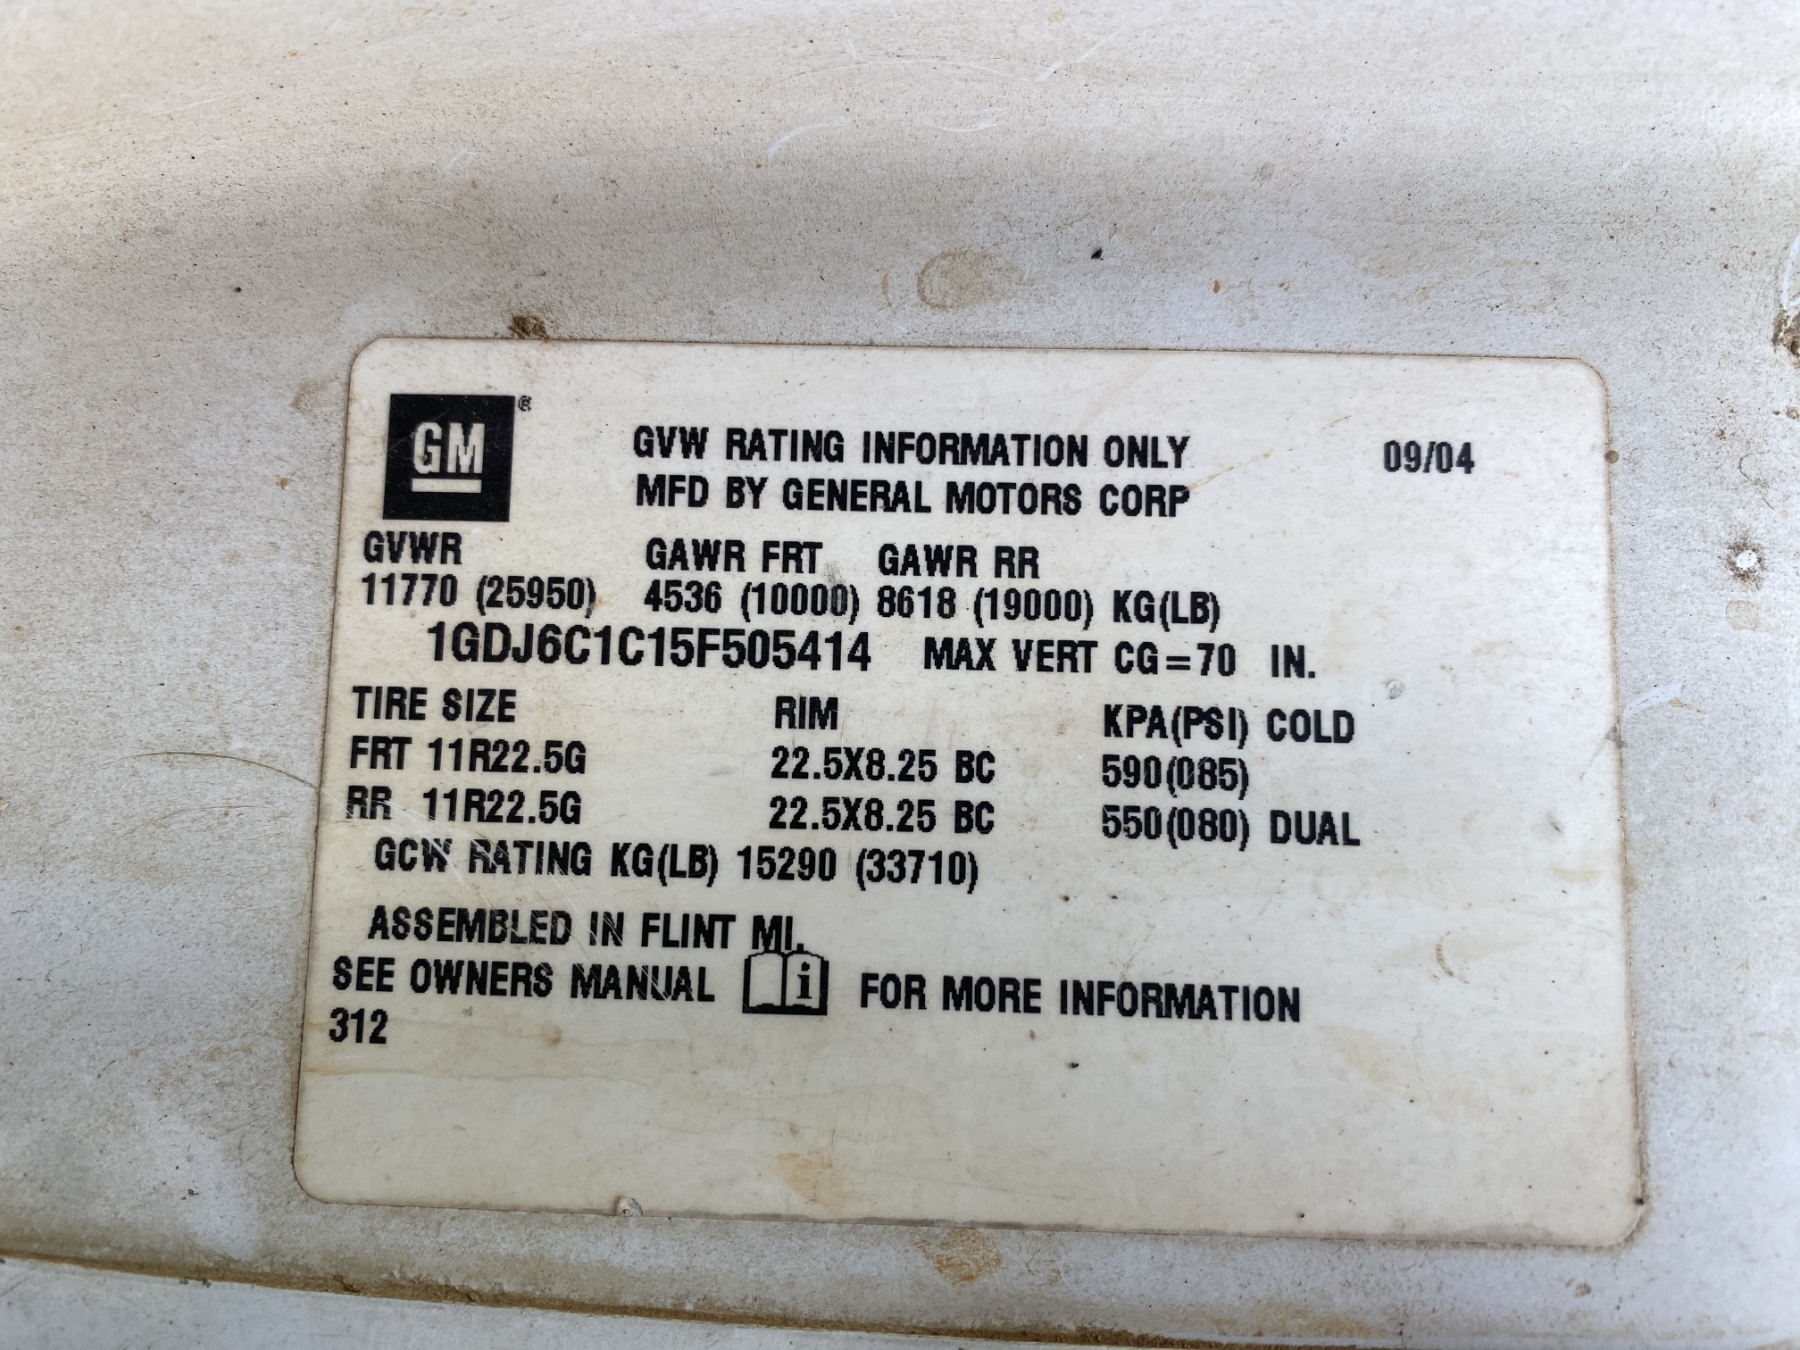 GM®
GVW RATING INFORMATION ONLY 09/04
MFD BY GENERAL MOTORS CORP
GVWR GAWR FRT GAWR RR
11770 (25950) 4536 (10000) 8618 (19000) KG(LB)
1GDJ6C1C15F505414 MAX VERT CG=70 IN.
TIRE SIZE RIM KPA(PSI) COLD
FRT 11R22.5G 22.5X8.25 BC 590(085)
RR 11R22.5G 22.5X8.25 BC 550(080) DUAL
GCW RATING KG(LB) 15290 (33710)
ASSEMBLED IN FLINT MI.
SEE OWNERS MANUAL i FOR MORE INFORMATION
312